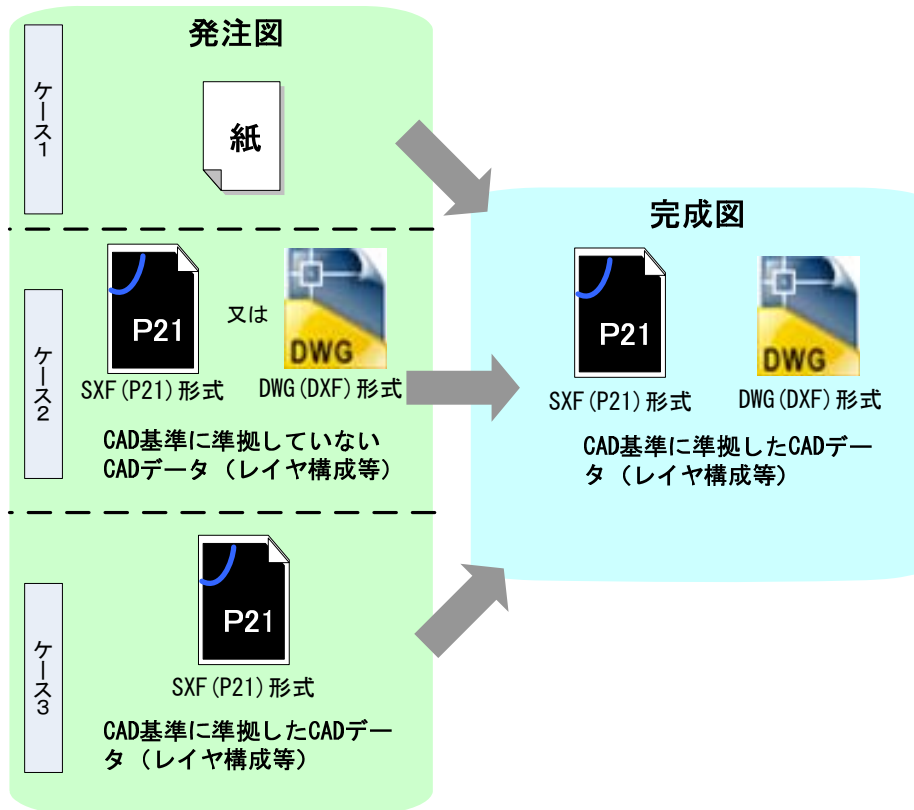 発注図
ケース1
紙
ケース2
P21
又は
DWG
SXF(P21)形式
DWG(DXF)形式
CAD基準に準拠していない
CADデータ（レイヤ構成等）
ケース3
P21
SXF(P21)形式
CAD基準に準拠したCADデー
タ（レイヤ構成等）
完成図
P21
DWG
SXF(P21)形式
DWG(DXF)形式
CAD基準に準拠したCADデー
タ（レイヤ構成等）